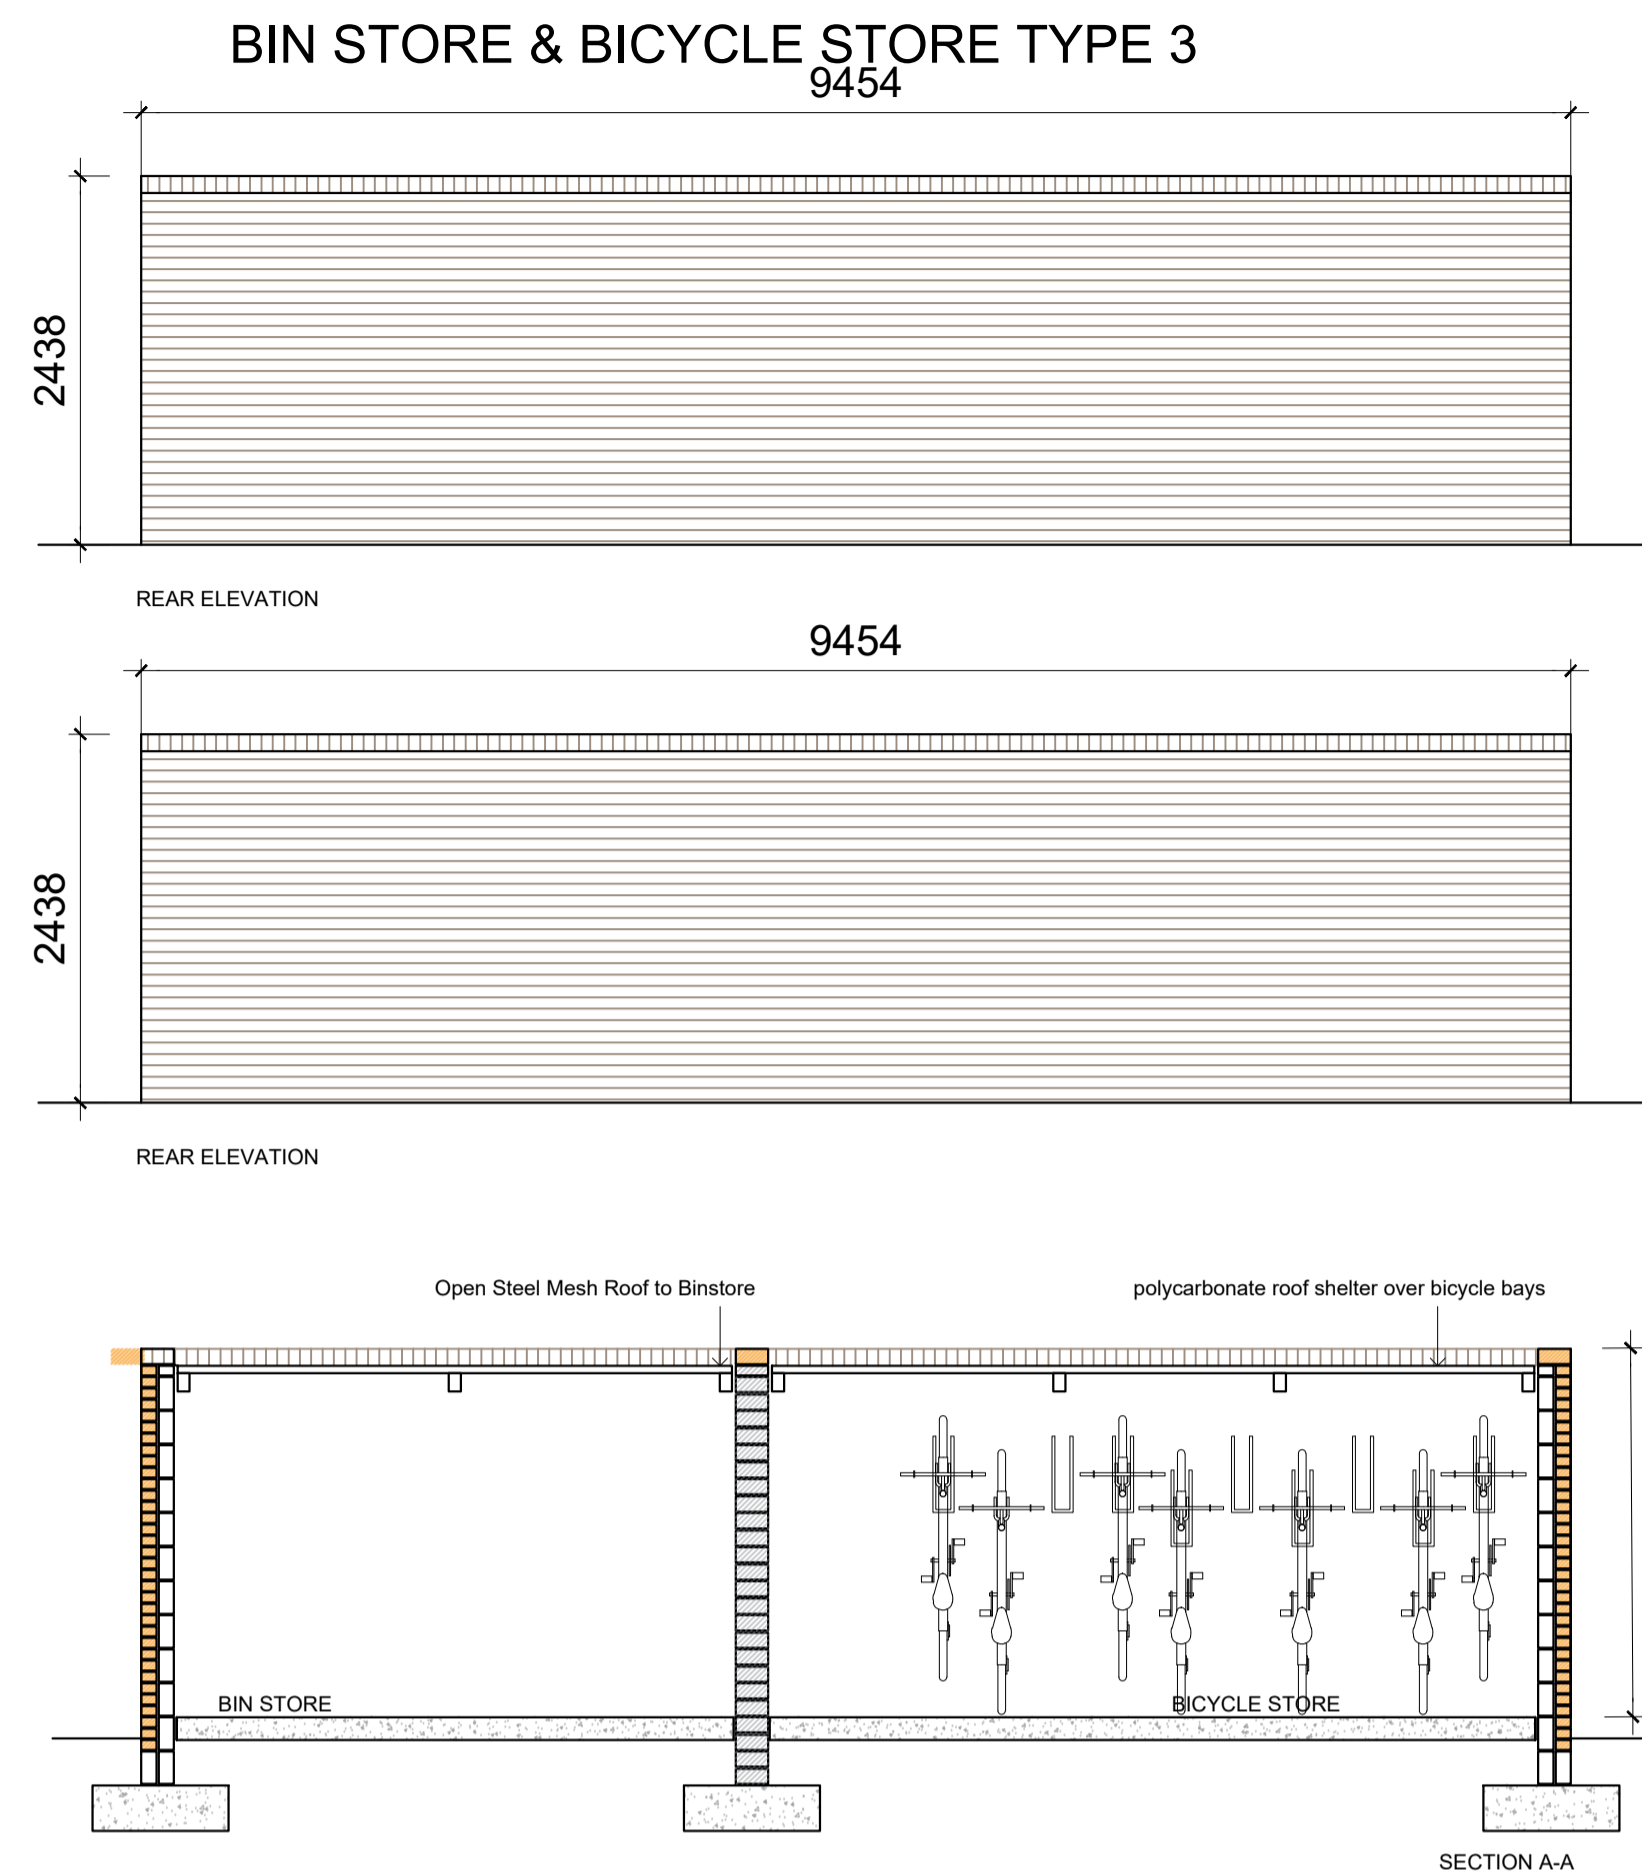 BIN STORE & BICYCLE STORE TYPE 3
9454
2438
REAR ELEVATION
9454
2438
REAR ELEVATION
Open Steel Mesh Roof to Binstore
polycarbonate roof shelter over bicycle bays
BIN STORE
BICYCLE STORE
SECTION A-A